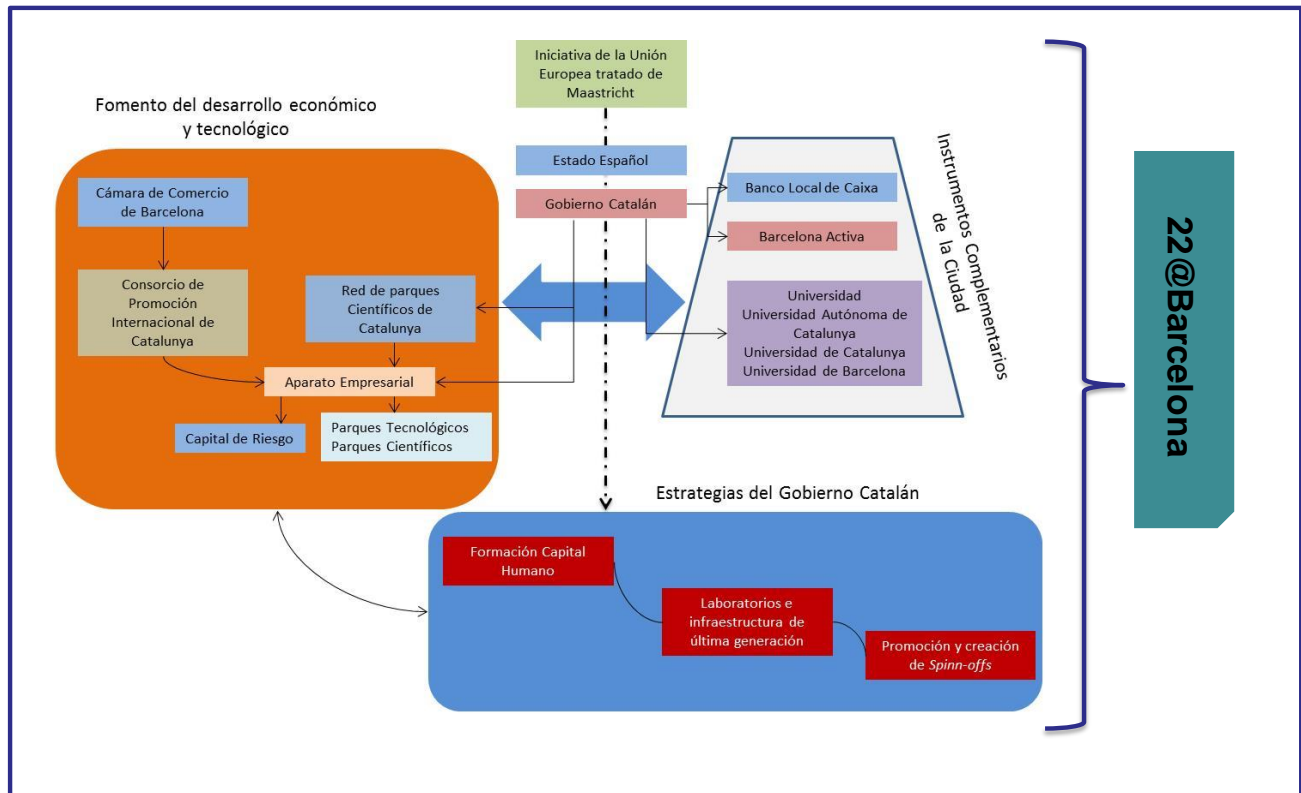 Iniciativa de la Unión
Europea tratado de
Maastricht
Fomento del desarrollo económico
y tecnológico
Estado Español
Gobierno Catalán
Cámara de Comercio
de Barcelona
Consorcio de
Promoción
Internacional de
Catalunya
Red de parques
Científicos de
Catalunya
Aparato Empresarial
Capital de Riesgo
Parques Tecnológicos
Parques Científicos
Banco Local de Caixa
Barcelona Activa
Universidad
Universidad Autónoma de
Catalunya
Universidad de Catalunya
Universidad de Barcelona
Instrumentos Complementarios
de la Ciudad
22@Barcelona
Estrategias del Gobierno Catalán
Formación Capital
Humano
Laboratorios e
infraestructura de
última generación
Promoción y creación
de Spinn-offs